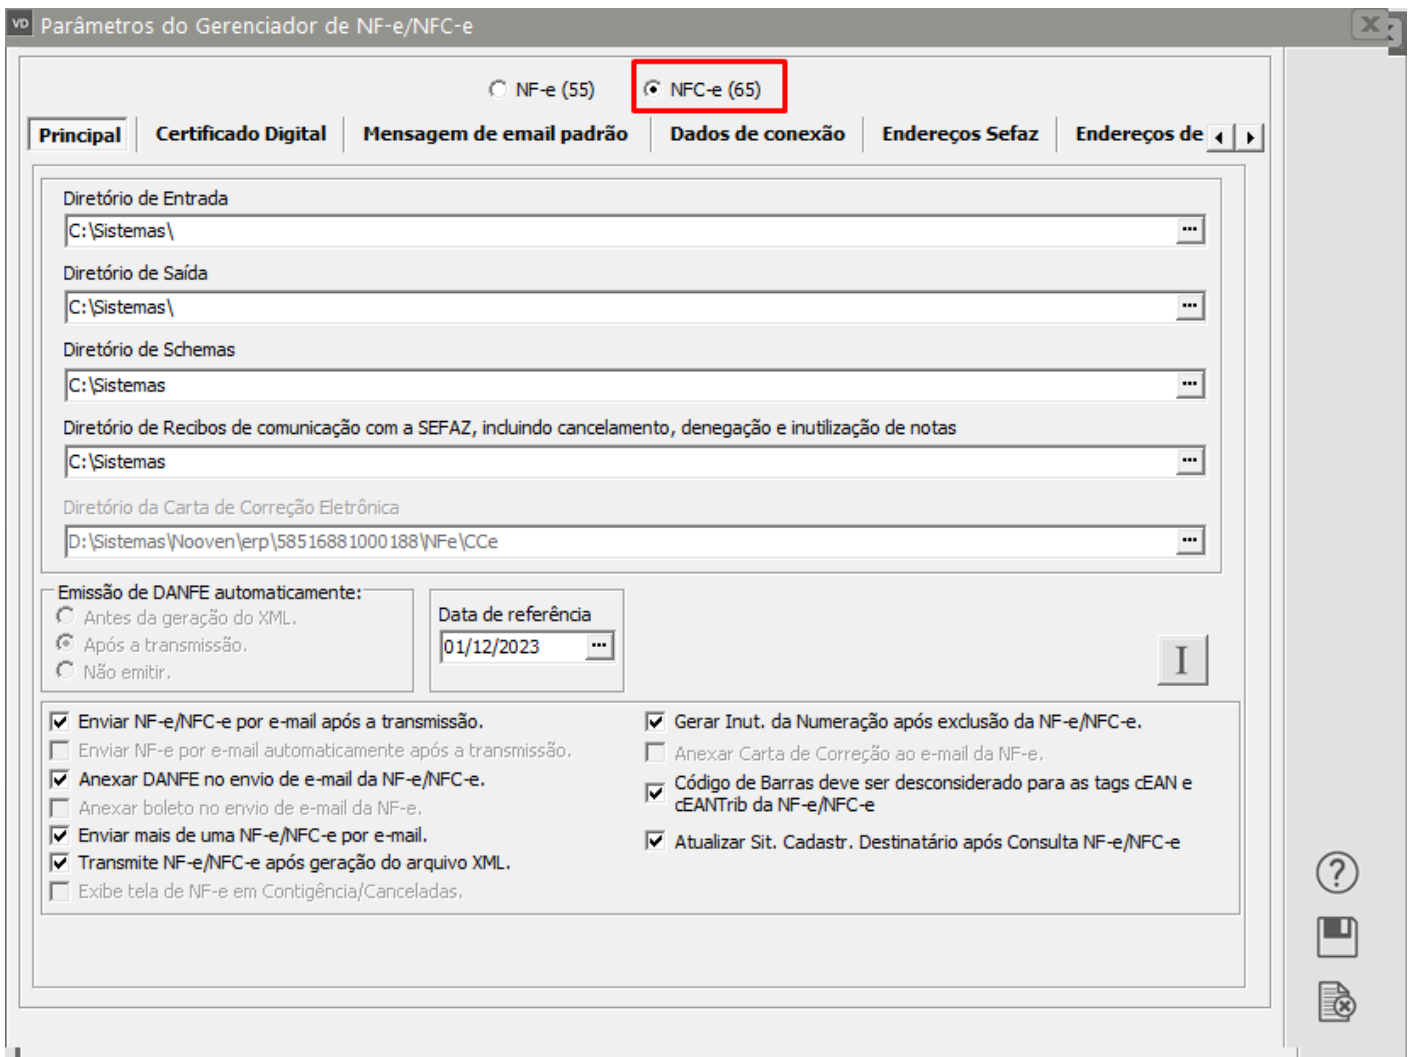 VD Parâmetros do Gerenciador de NF-e/NFC-e
NF-e (55) NFC-e (65)
Principal Certificado Digital Mensagem de email padrão Dados de conexão Endereços Sefaz Endereços de
Diretório de Entrada
C:\Sistemas\
Diretório de Saída
C:\Sistemas\
Diretório de Schemas
C:\Sistemas
Diretório de Recibos de comunicação com a SEFAZ, incluindo cancelamento, denegação e inutilização de notas
C:\Sistemas
Diretório da Carta de Correção Eletrônica
D:\Sistemas\Nooven\erp\58516881000188\NFe\CCe
Emissão de DANFE automaticamente:
Antes da geração do XML.
Após a transmissão.
Não emitir.
Data de referência
01/12/2023
I
Enviar NF-e/NFC-e por e-mail após a transmissão.
Enviar NF-e por e-mail automaticamente após a transmissão.
Anexar DANFE no envio de e-mail da NF-e/NFC-e.
Anexar boleto no envio de e-mail da NF-e.
Enviar mais de uma NF-e/NFC-e por e-mail.
Transmite NF-e/NFC-e após geração do arquivo XML.
Exibe tela de NF-e em Contigência/Canceladas.
Gerar Inut. da Numeração após exclusão da NF-e/NFC-e.
Anexar Carta de Correção ao e-mail da NF-e.
Código de Barras deve ser desconsiderado para as tags cEAN e
cEANTrib da NF-e/NFC-e
Atualizar Sit. Cadastr. Destinatário após Consulta NF-e/NFC-e